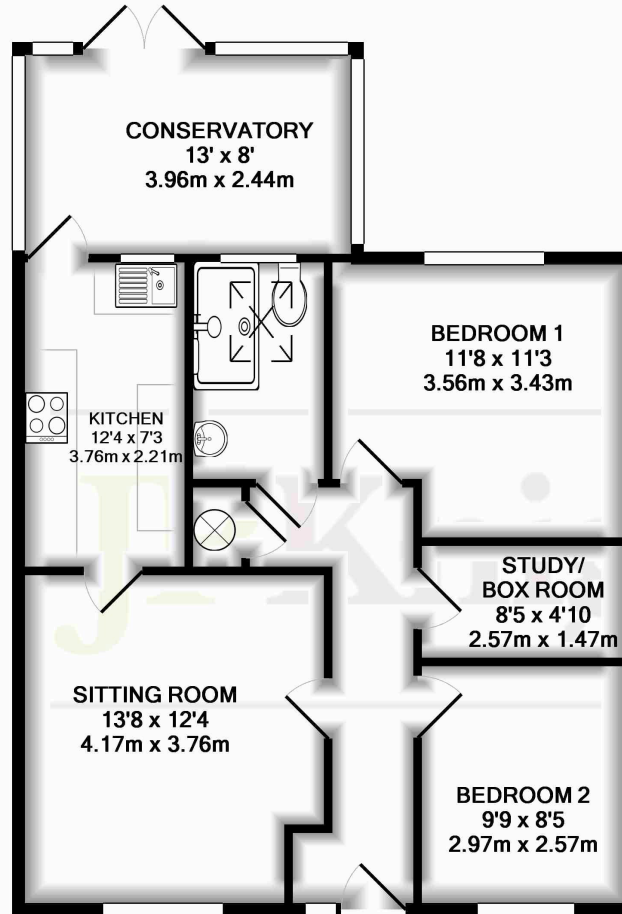 CONSERVATORY
13' x 8'
3.96m x 2.44m
BEDROOM 1
11'8 x 11'3
3.56m x 3.43m
KITCHEN
12'4 x 7'3
3.76m x 2.21m
STUDY/
BOX ROOM
8'5 x 4'10
2.57m x 1.47m
SITTING ROOM
13'8 x 12'4
4.17m x 3.76m
BEDROOM 2
9'9 x 8'5
2.97m x 2.57m